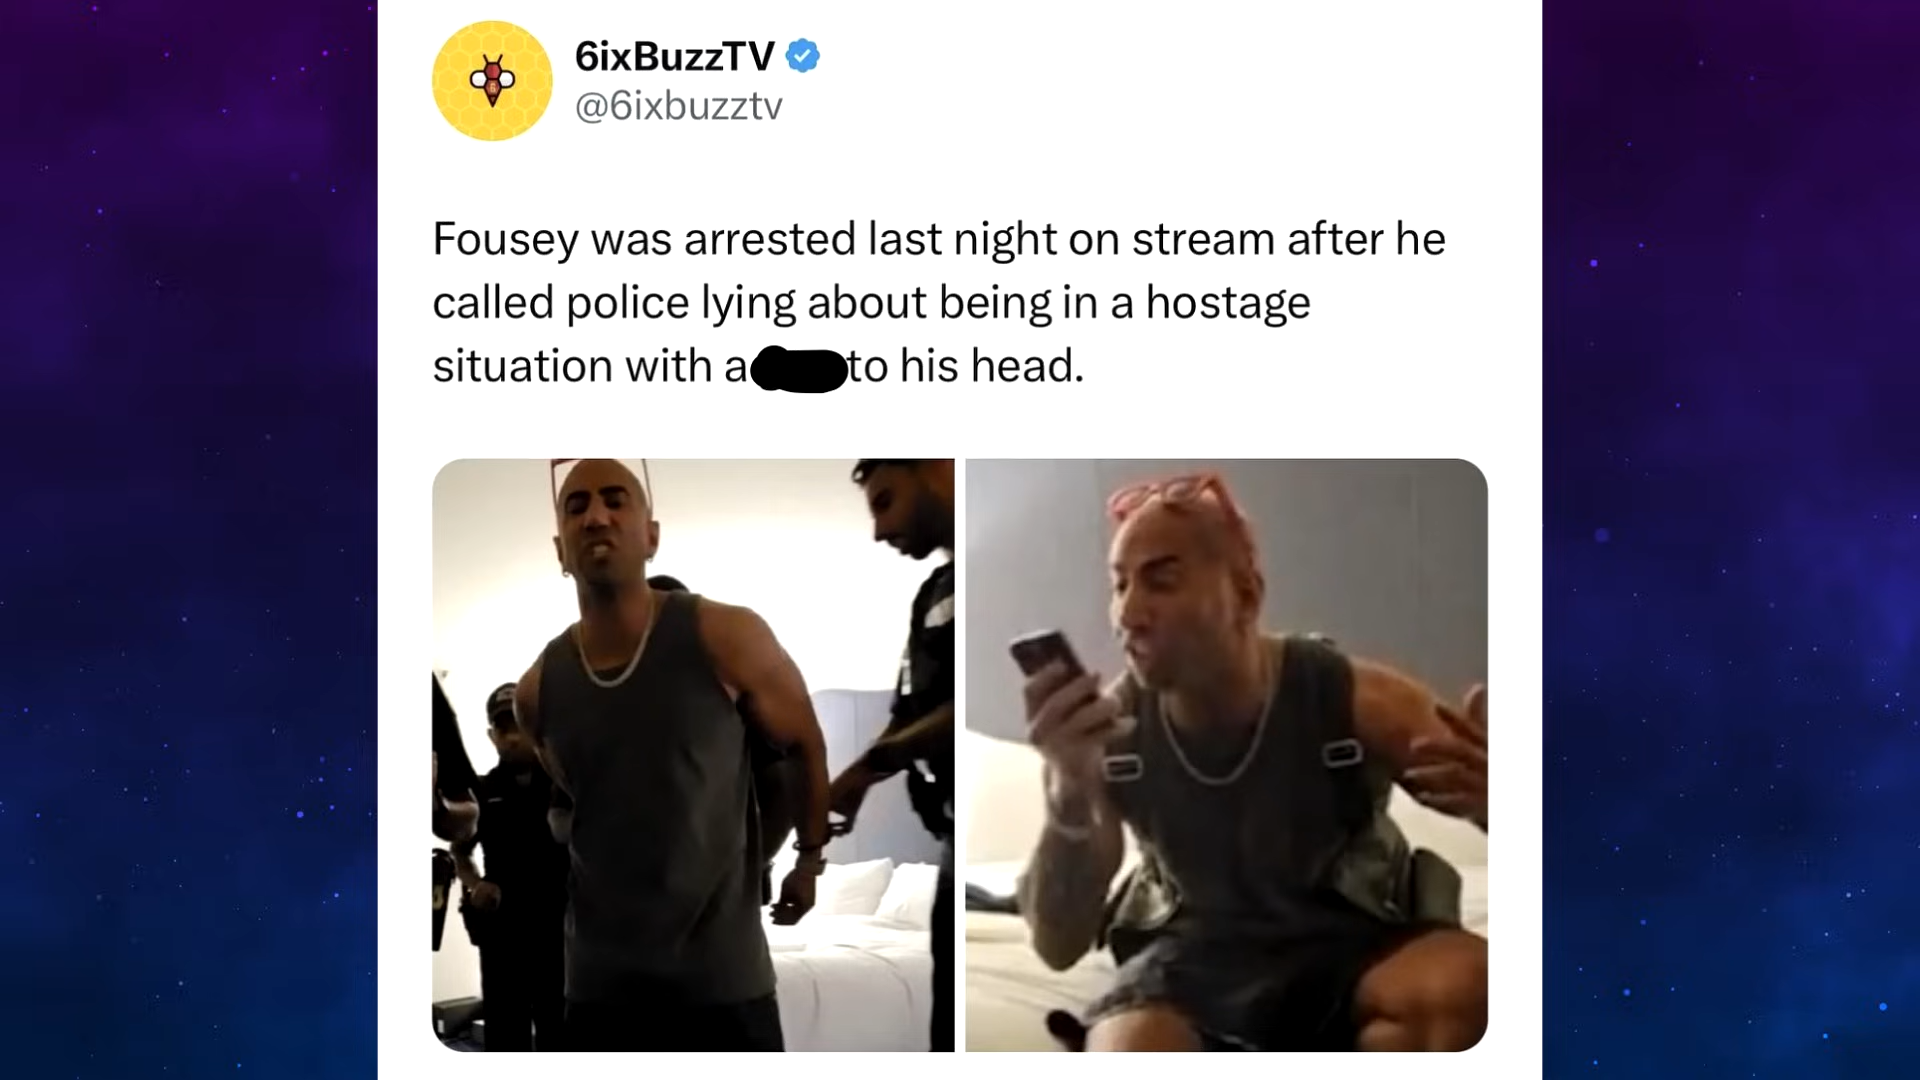 6ixBuzzTV
@6ixbuzztv
Fousey was arrested last night on stream after he
called police lying about being in a hostage
situation with a to his head.